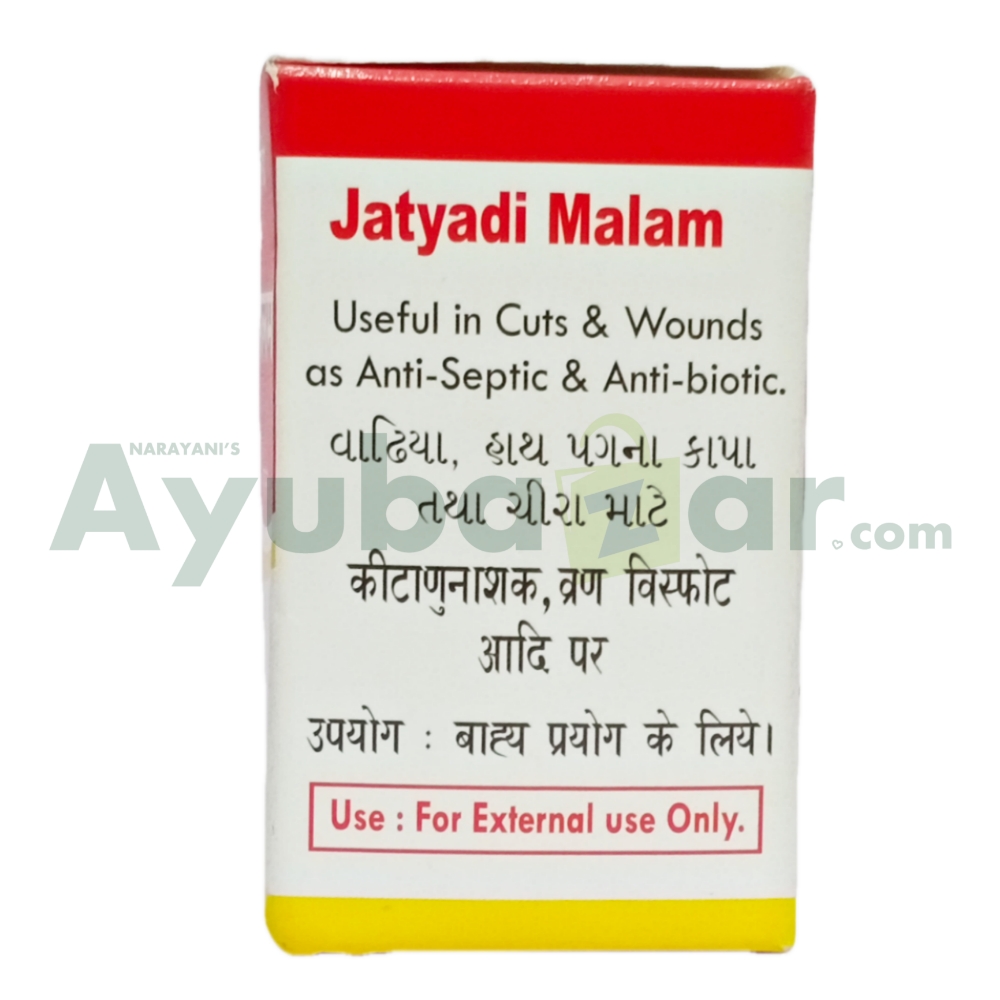 Jatyadi Malam
Useful in Cuts & Wounds
as Anti-Septic & Anti-biotic.
વાઢિયા, હાથ પગના કાપા
તથા ચીરા માટે
NARAYANI'S
Ayubazar.com
कीटाणुनाशक, व्रण विस्फोट
आदि पर
उपयोग : बाह्य प्रयोग के लिये।
Use : For External use Only.